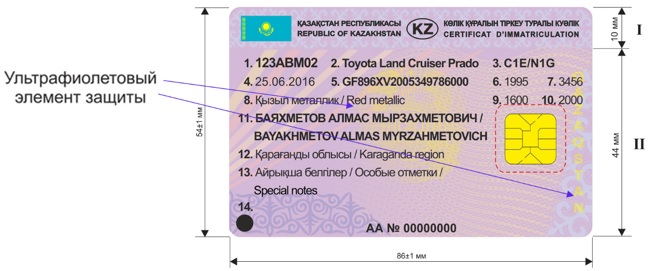 ҚАЗАҚСТАН РЕСПУБЛИКАСЫ
REPUBLIC OF KAZAKHSTAN
KZ
КӨЛІК ҚҰРАЛЫН ТІРКЕУ ТУРАЛЫ КУӘЛІК
CERTIFICAT D'IMMATRICULATION
10 мм
I
1. 123ABM02 2. Toyota Land Cruiser Prado 3. C1E/N1G
4. 25.06.2016 5. GF896XV2005349786000 6. 1995 7. 3456
8. Қызыл металлик / Red metallic 9. 1600 10. 2000
11. БАЯХМЕТОВ АЛМАС МЫРЗАХМЕТОВИЧ /
BAYAKHMETOV ALMAS MYRZAHMETOVICH
12. Қарағанды облысы / Karaganda region
13. Айрықша белгілер / Особые отметки /
Special notes
14.
AA № 00000000
QAZAQSTAN
Ультрафиолетовый
элемент защиты
54±1 мм
44 мм
II
86±1 мм